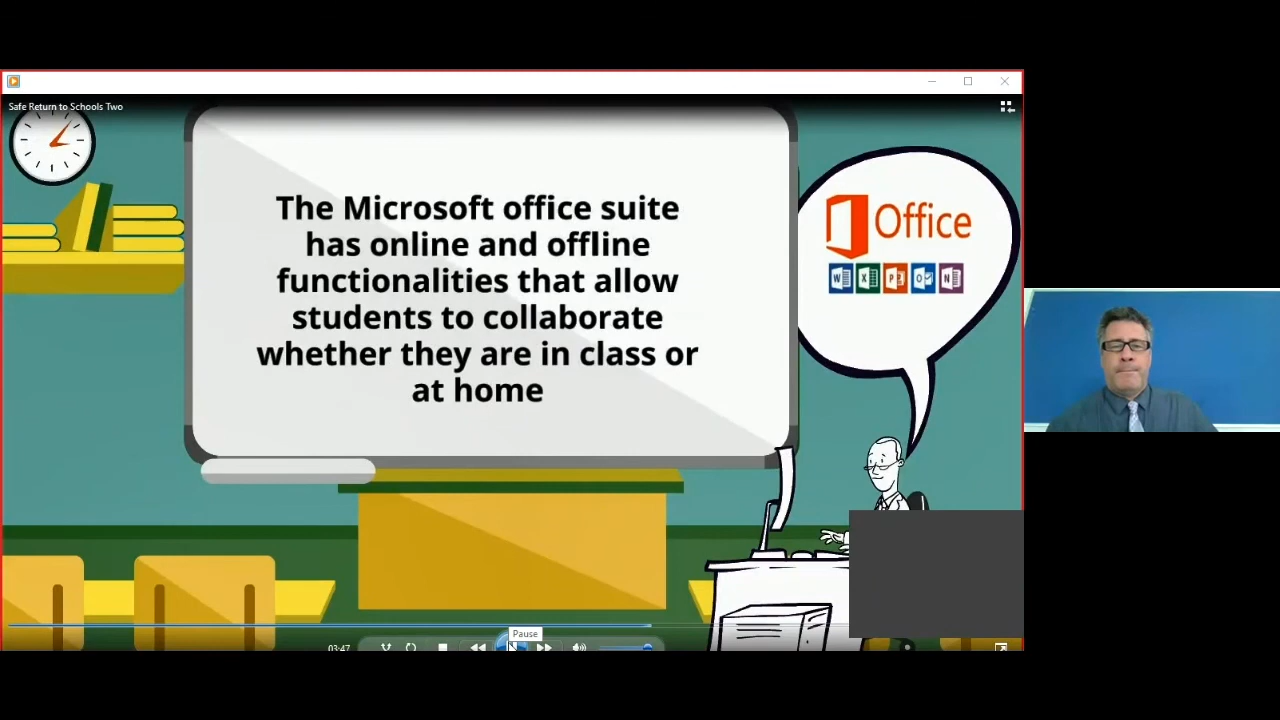 Safe Return to Schools Two
The Microsoft office suite
has online and offline
functionalities that allow
students to collaborate
whether they are in class or
at home
Office
W X P O N
Pause
03:47